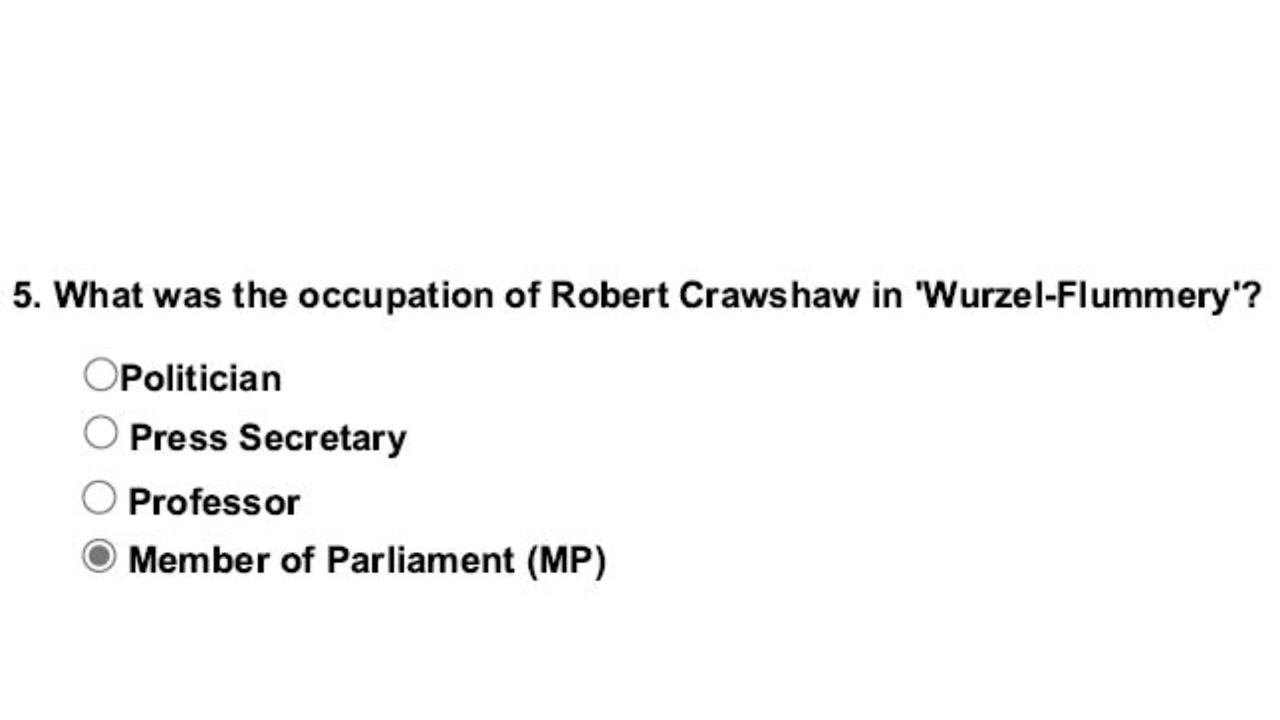 5. What was the occupation of Robert Crawshaw in 'Wurzel-Flummery'?
Politician
Press Secretary
Professor
Member of Parliament (MP)